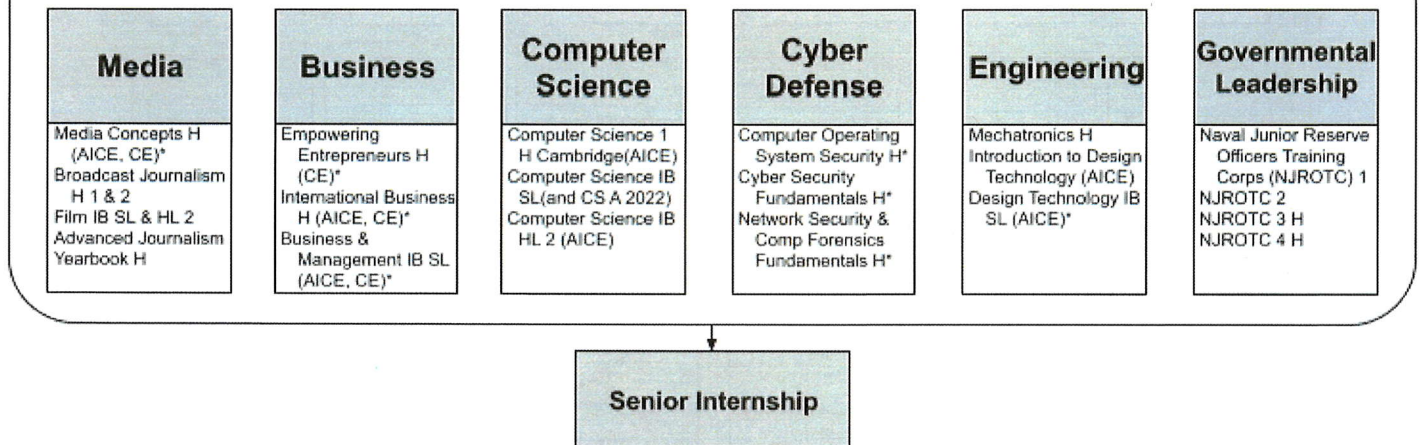 Media
Media Concepts H
(AICE, CE)*
Broadcast Journalism
H 1 & 2
Film IB SL & HL 2
Advanced Journalism
Yearbook H
Business
Empowering
Entrepreneurs H
(CE)*
International Business
H (AICE, CE)*
Business &
Management IB SL
(AICE, CE)*
Computer
Science
Computer Science 1
H Cambridge(AICE)
Computer Science IB
SL(and CS A 2022)
Computer Science IB
HL 2 (AICE)
Cyber
Defense
Computer Operating
System Security H*
Cyber Security
Fundamentals H*
Network Security &
Comp Forensics
Fundamentals H*
Engineering
Mechatronics H
Introduction to Design
Technology (AICE)
Design Technology IB
SL (AICE)*
Governmental
Leadership
Naval Junior Reserve
Officers Training
Corps (NJROTC) 1
NJROTC 2
NJROTC 3 H
NJROTC 4 H
Senior Internship